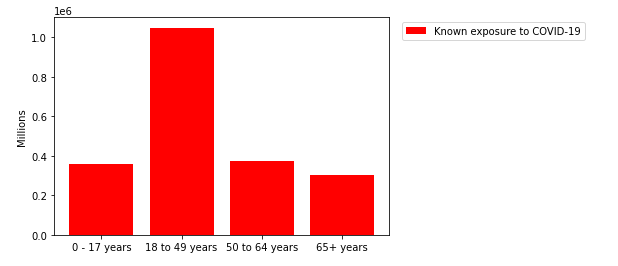 1e6
Known exposure to COVID-19
1.0
0.8
0.6
0.4
0.2
0.0
Millions
0 - 17 years
18 to 49 years
50 to 64 years
65+ years